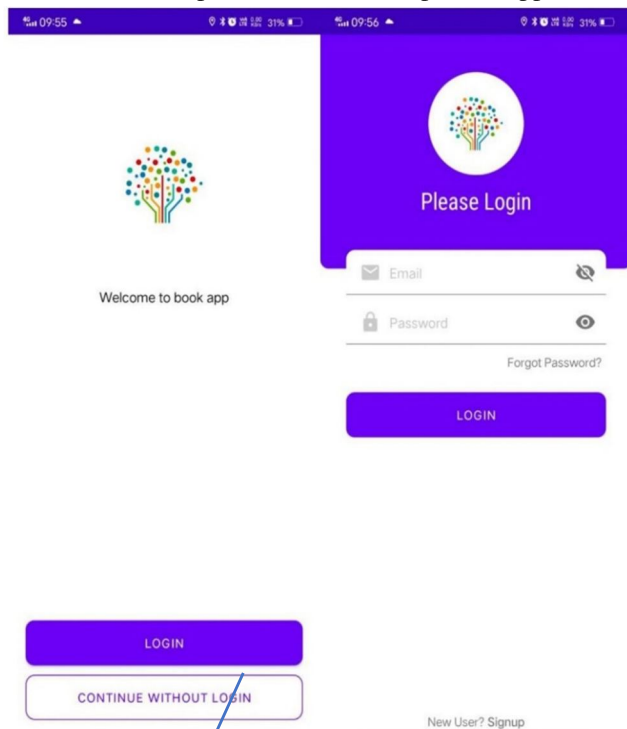 09:55
31%
Welcome to book app
LOGIN
CONTINUE WITHOUT LOGIN
09:56
31%
Please Login
Email
Password
Forgot Password?
LOGIN
New User? Signup